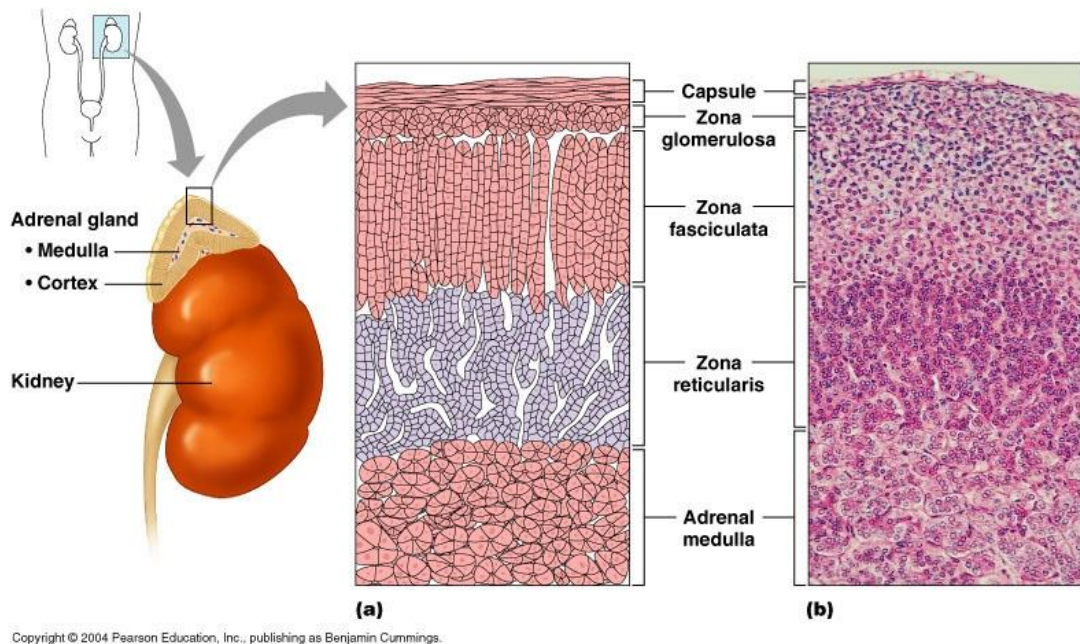 Adrenal gland
• Medulla
• Cortex
Kidney
Capsule
Zona
glomerulosa
Zona
fasciculata
Zona
reticularis
Adrenal
medulla
(a)
(b)
Copyright © 2004 Pearson Education, Inc., publishing as Benjamin Cummings.